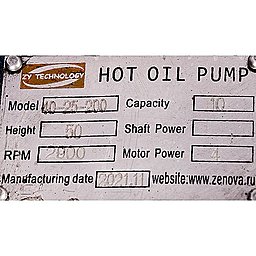 ZY TECHNOLOGY HOT OIL PUMP
Model 40-25-200 Capacity 10
Height 50 Shaft Power
RPM 2900 Motor Power 4
Manufacturing date 2021.11 website:www.zenova.ru